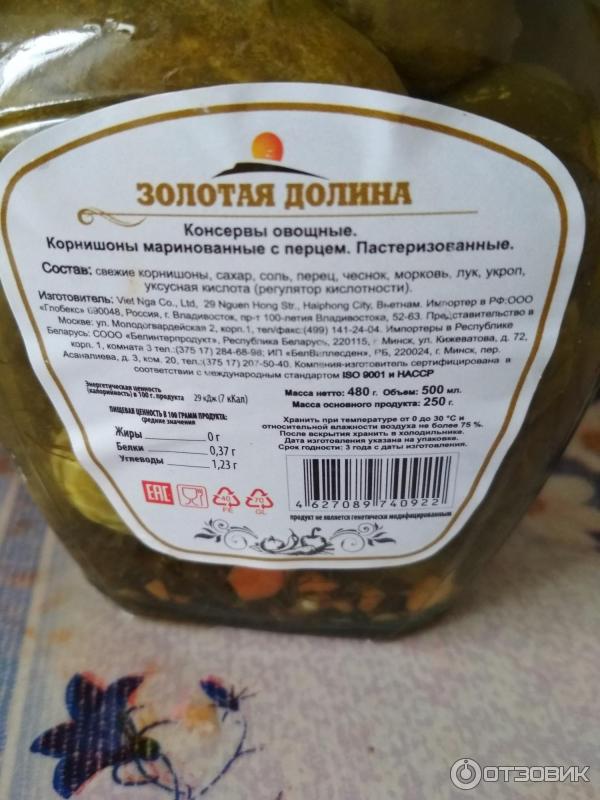 ЗОЛОТАЯ ДОЛИНА
Консервы овощные.
Корнишоны маринованные с перцем. Пастеризованные.
Состав: свежие корнишоны, сахар, соль, перец, чеснок, морковь, лук, укроп,
уксусная кислота (регулятор кислотности).
Изготовитель: Viet Nga Co., Ltd, 29 Nguen Hong Str., Haiphong City, Вьетнам. Импортер в РФ:ООО
«Глобекс» 690048, Россия, г. Владивосток, пр-т 100-летия Владивостока, 52-63. Представительство в
Москве: ул. Молодогвардейская 2, корп.1, тел/факс:(499) 141-24-04. Импортеры в Республике
Беларусь: СООО «Белинтерпродукт», Республика Беларусь, 220115, г. Минск, ул. Кижеватова, д. 72,
корп. 1, комната 3 тел.(375 17) 284-68-98; ИП «БелВиллесден», РБ, 220024, г. Минск, пер.
Асаналиева, д. 3, ком. 20, тел.:(375 17) 207-50-40. Компания-изготовитель сертифицирована в
соответствии с международным стандартом ISO 9001 и HACCP
Энергетическая ценность
(калорийность) в 100 г. продукта 29 кДж (7 кКал)
ПИЩЕВАЯ ЦЕННОСТЬ В 100 ГРАММ ПРОДУКТА:
средние значения
Жиры 0 г
Белки 0,37 г
Углеводы 1,23 г
Масса нетто: 480 г. Объем: 500 мл.
Масса основного продукта: 250 г.
Хранить при температуре от 0 до 30 °C и
относительной влажности воздуха не более 75 %.
После вскрытия хранить в холодильнике.
Дата изготовления указана на упаковке.
Срок годности: 3 года с даты изготовления.
4 627089 740922
продукт не является генетически модифицированным
EAC
40
FE
70
GL
ОТЗОВИК